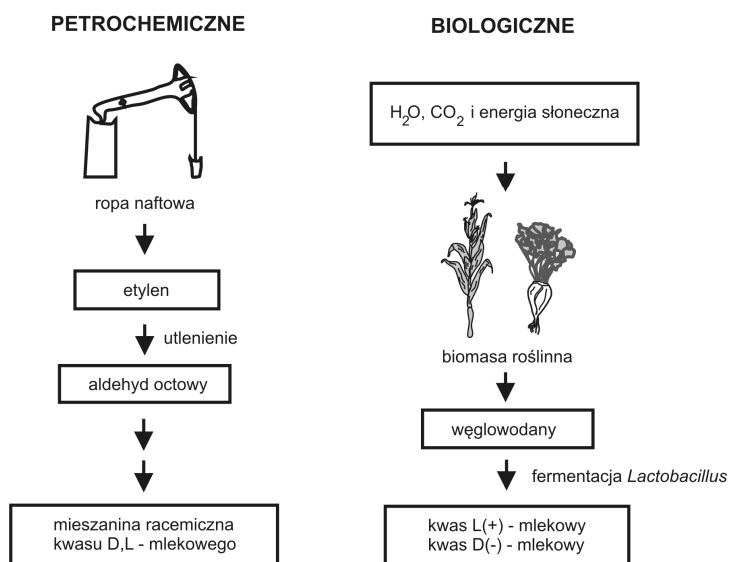 PETROCHEMICZNE
ropa naftowa
etylen
utlenienie
aldehyd octowy
mieszanina racemiczna
kwasu D,L - mlekowego
BIOLOGICZNE
H2O, CO2 i energia słoneczna
biomasa roślinna
węglowodany
fermentacja Lactobacillus
kwas L(+) - mlekowy
kwas D(-) - mlekowy